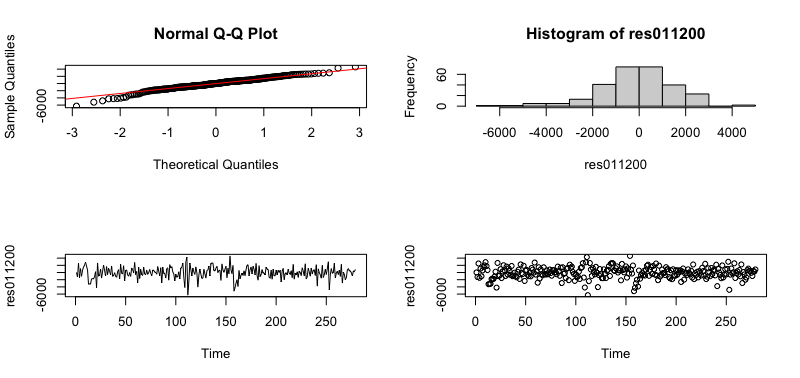 Normal Q-Q Plot
Sample Quantiles
-6000
-3 -2 -1 0 1 2 3
Theoretical Quantiles
Histogram of res011200
Frequency
0 60
-6000 -4000 -2000 0 2000 4000
res011200
res011200
-6000
0 50 100 150 200 250
Time
res011200
-6000
0 50 100 150 200 250
Time